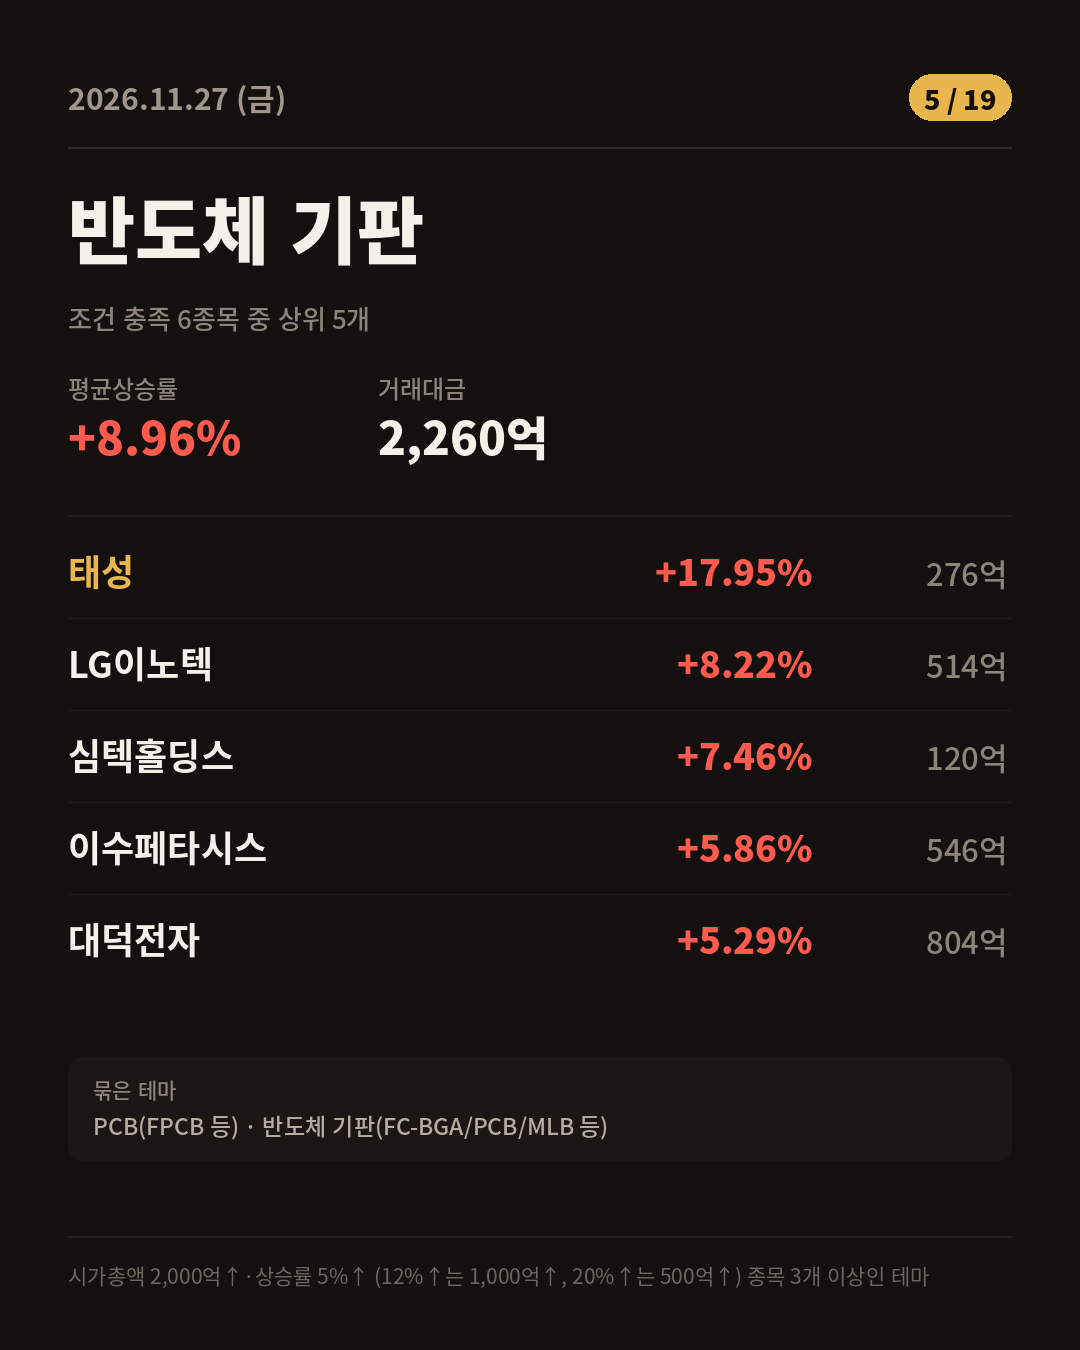 2026.11.27 (금)
5 / 19
반도체 기판
조건 충족 6종목 중 상위 5개
평균상승률 거래대금
+8.96% 2,260억
태성 +17.95% 276억
LG이노텍 +8.22% 514억
심텍홀딩스 +7.46% 120억
이수페타시스 +5.86% 546억
대덕전자 +5.29% 804억
묶은 테마
PCB(FPCB 등) · 반도체 기판(FC-BGA/PCB/MLB 등)
시가총액 2,000억↑ · 상승률 5%↑ (12%↑는 1,000억↑, 20%↑는 500억↑) 종목 3개 이상인 테마